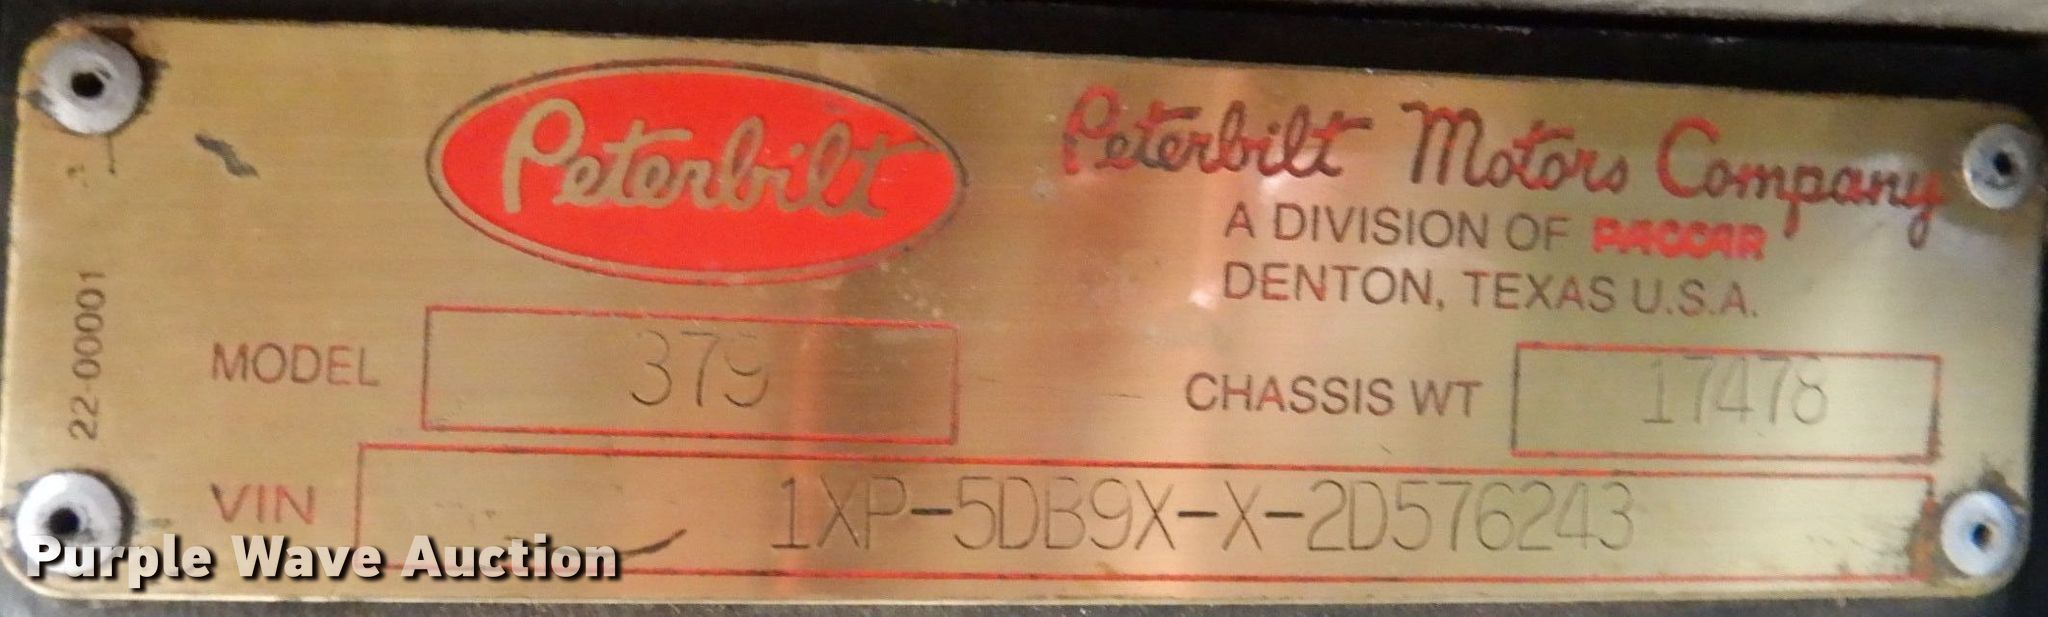 Peterbilt
Peterbilt Motors Company
A DIVISION OF PACCAR
DENTON, TEXAS U.S.A.
22-00001
MODEL 379
CHASSIS WT 17478
VIN 1XP-5DB9X-X-2D576243
Purple Wave Auction